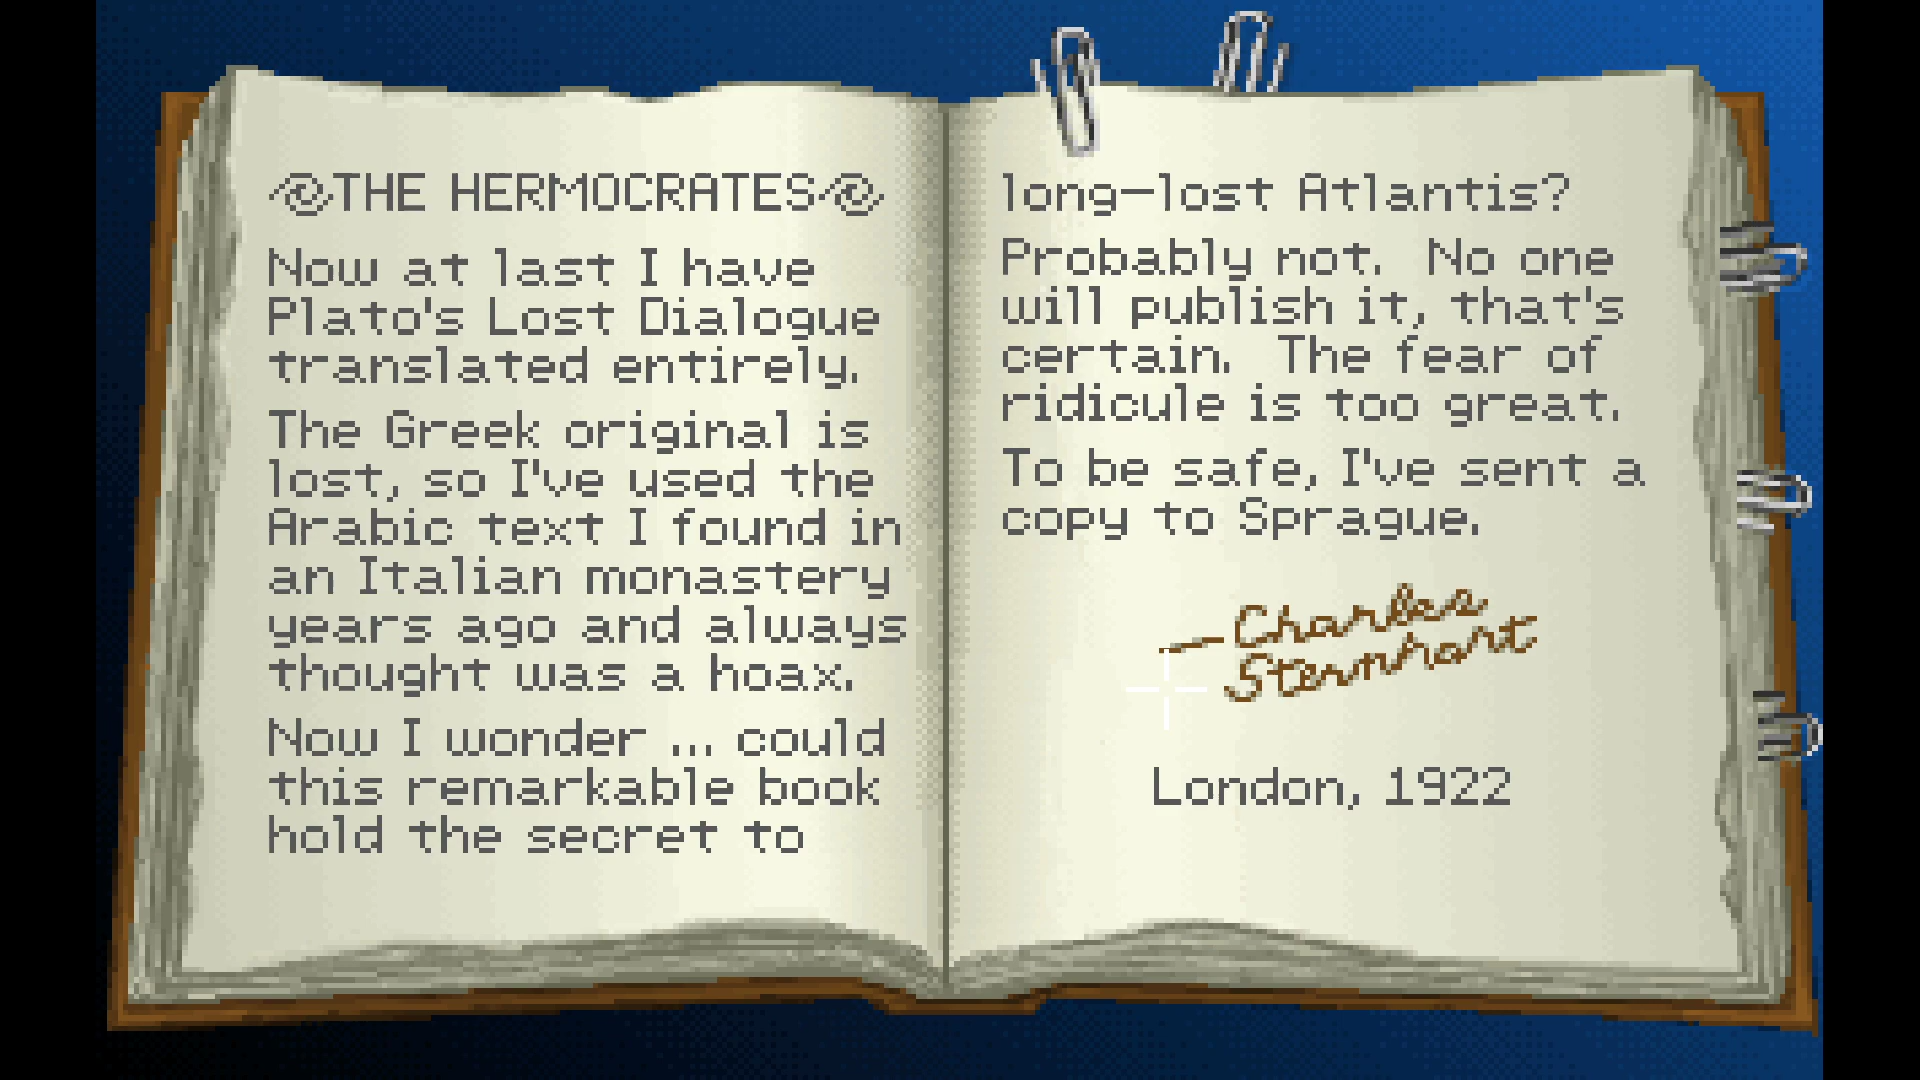 THE HERMOCRATES
Now at last I have
Plato's Lost Dialogue
translated entirely.
The Greek original is
lost, so I've used the
Arabic text I found in
an Italian monastery
years ago and always
thought was a hoax.
Now I wonder ... could
this remarkable book
hold the secret to
long-lost Atlantis?
Probably not.  No one
will publish it, that's
certain.  The fear of
ridicule is too great.
To be safe, I've sent a
copy to Sprague.
—Charles
Sternhart
London, 1922